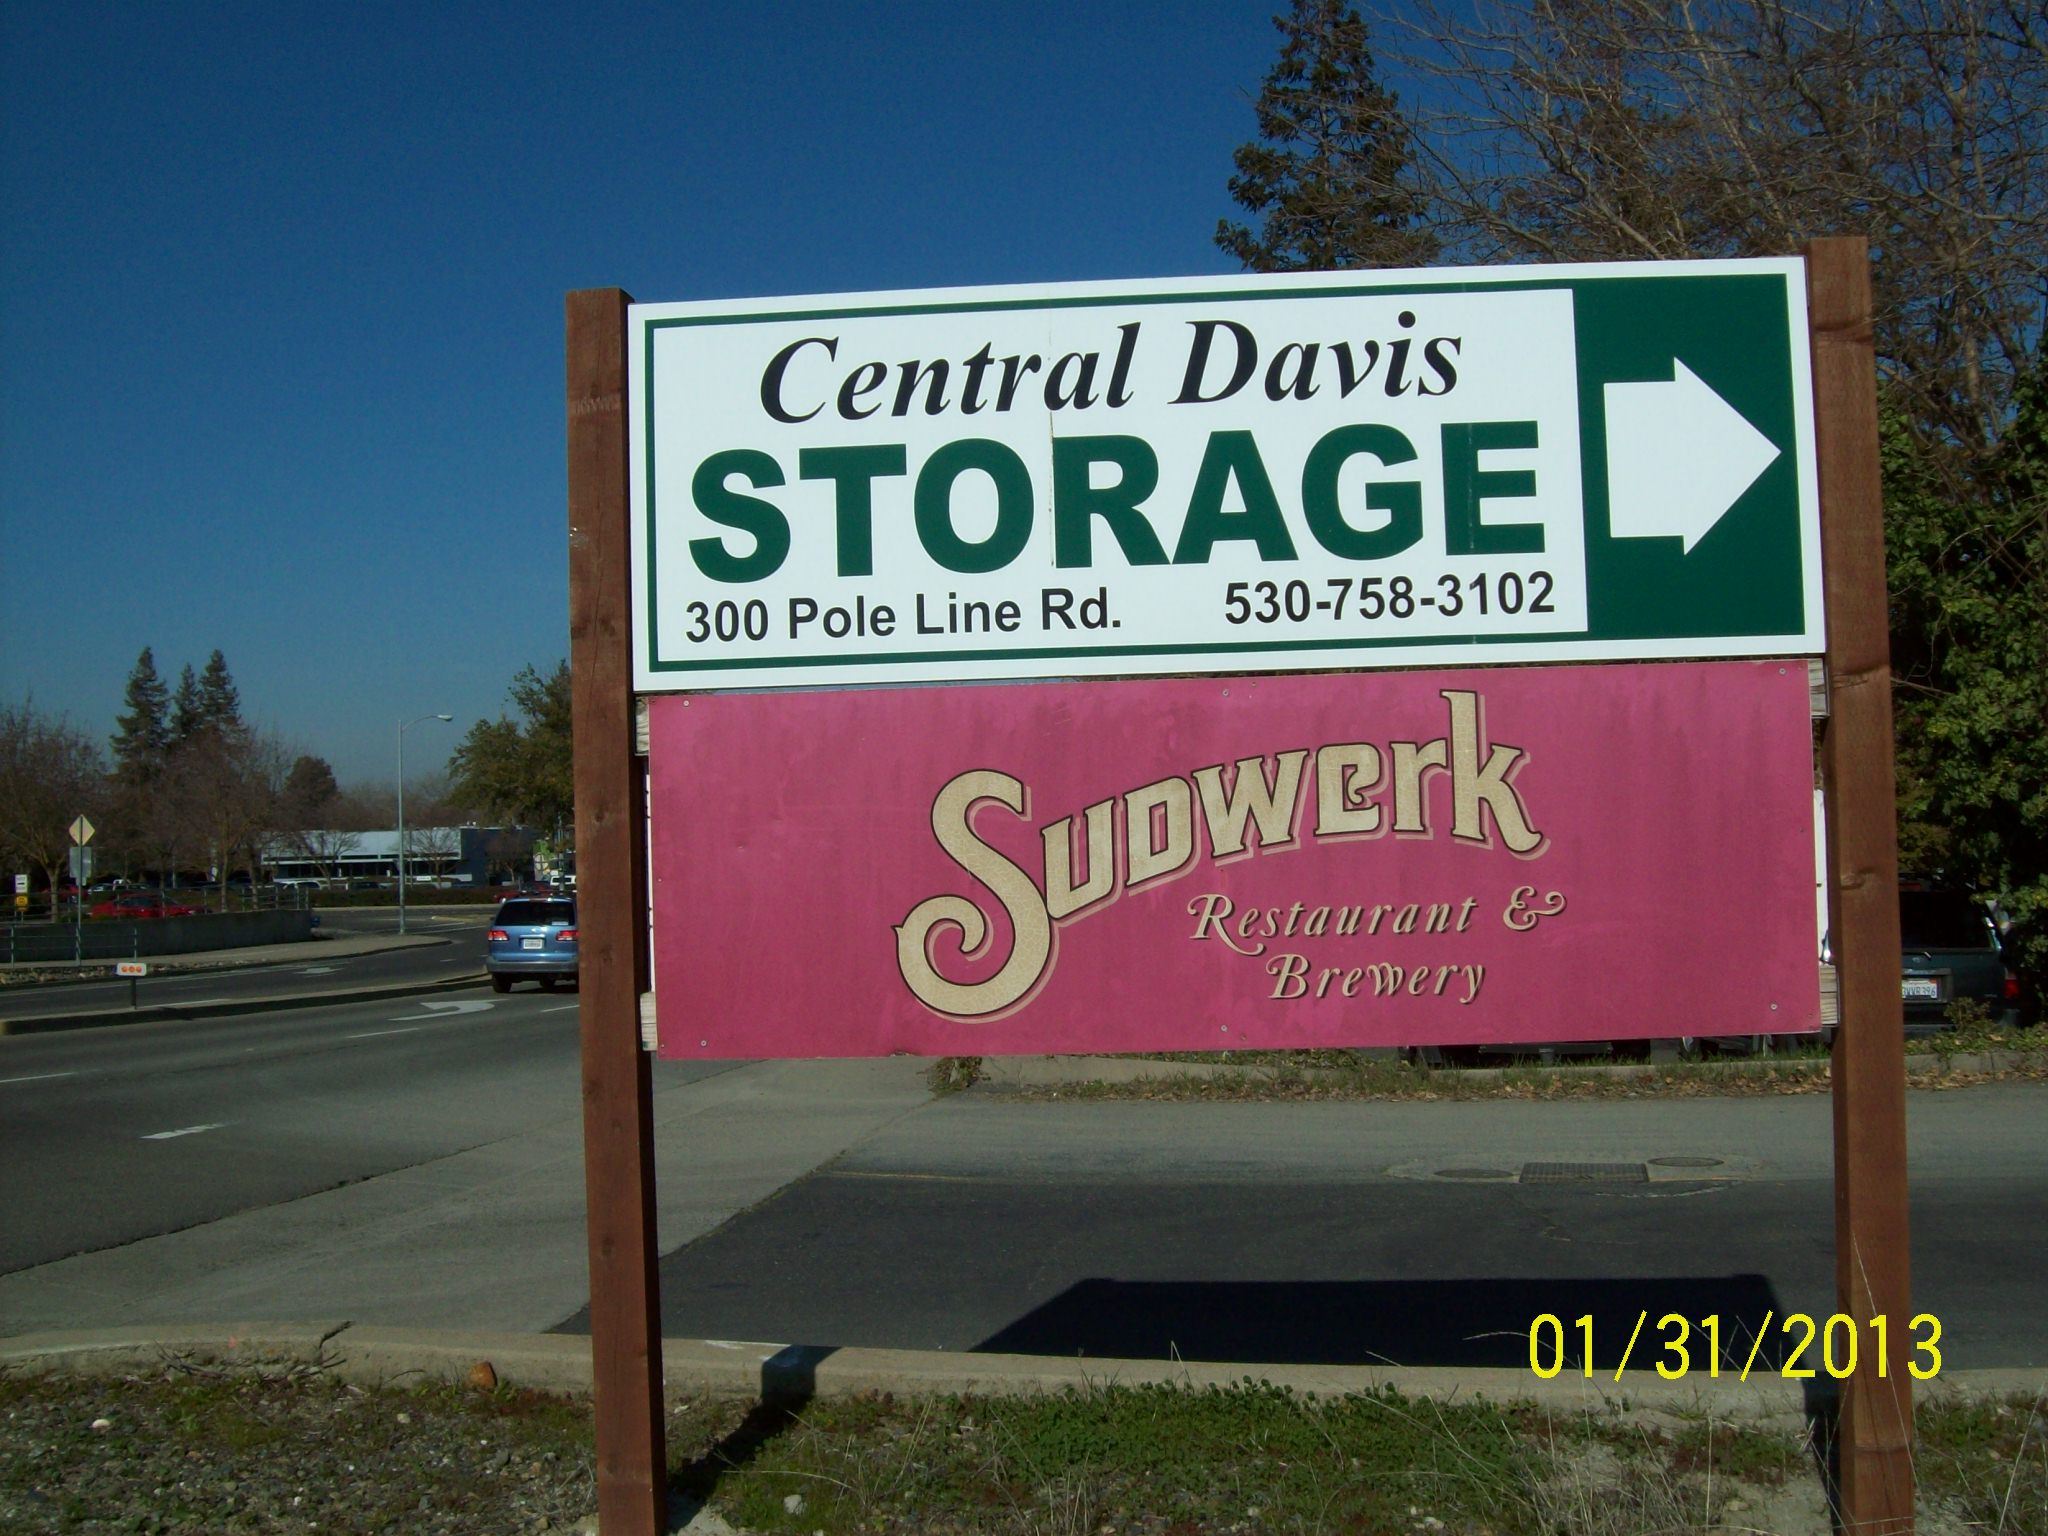 Central Davis
STORAGE
300 Pole Line Rd. 530-758-3102
Sudwerk
Restaurant &
Brewery
01/31/2013